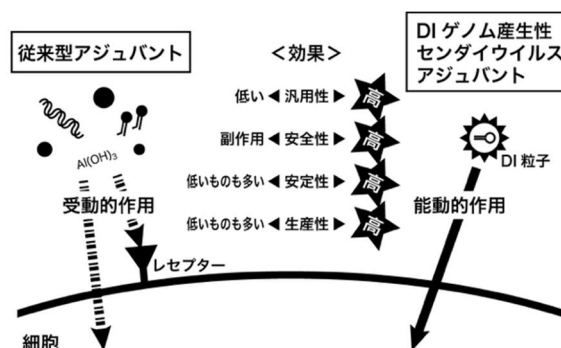 従来型アジュバント
Al(OH)3
受動的作用
レセプター
細胞
＜効果＞
低い ◀ 汎用性 ▶ 高
副作用 ◀ 安全性 ▶ 高
低いものも多い ◀ 安定性 ▶ 高
低いものも多い ◀ 生産性 ▶ 高
DI ゲノム産生性
センダイウイルス
アジュバント
DI 粒子
能動的作用